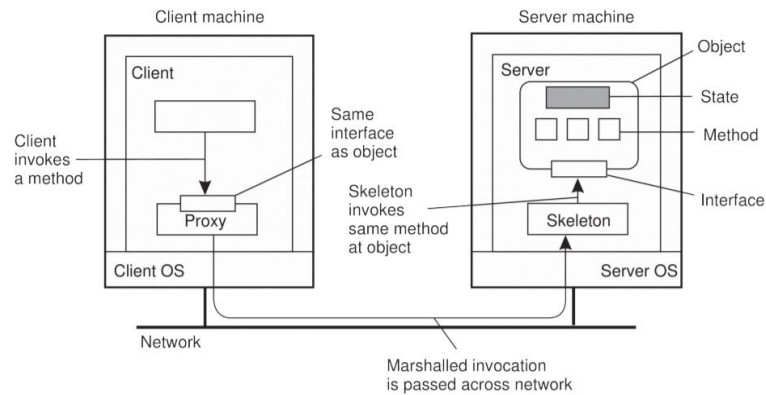 Client machine
Server machine
Object
Client
Server
State
Same
interface
as object
Client
invokes
a method
Method
Skeleton
invokes
same method
at object
Interface
Proxy
Skeleton
Client OS
Server OS
Network
Marshalled invocation
is passed across network